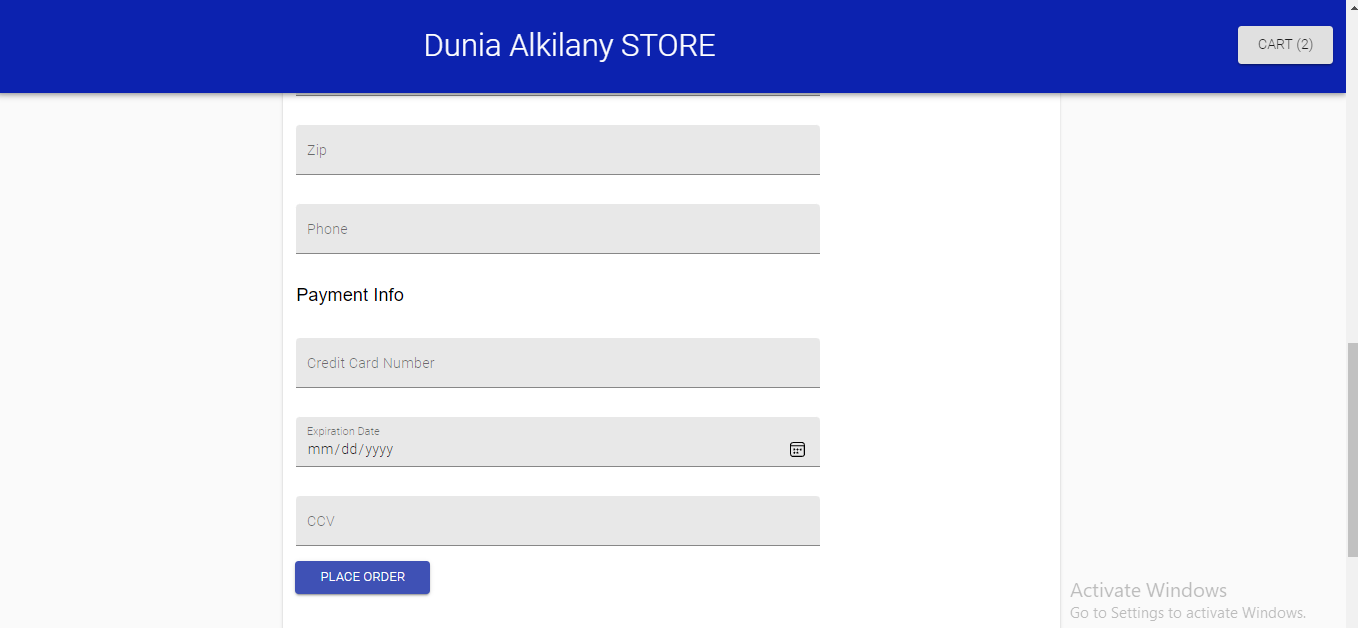 Dunia Alkilany STORE
CART (2)
Zip
Phone
Payment Info
Credit Card Number
Expiration Date
mm/dd/yyyy
CCV
PLACE ORDER
Activate Windows
Go to Settings to activate Windows.